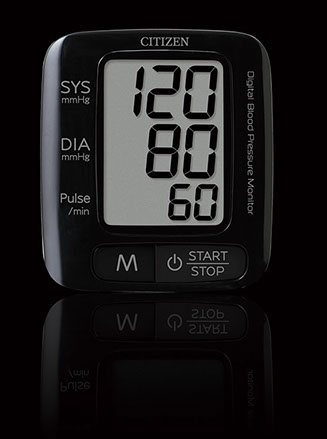 CITIZEN
SYS
mmHg
120
DIA
mmHg
80
Pulse
/min
60
Digital Blood Pressure Monitor
M
START
STOP